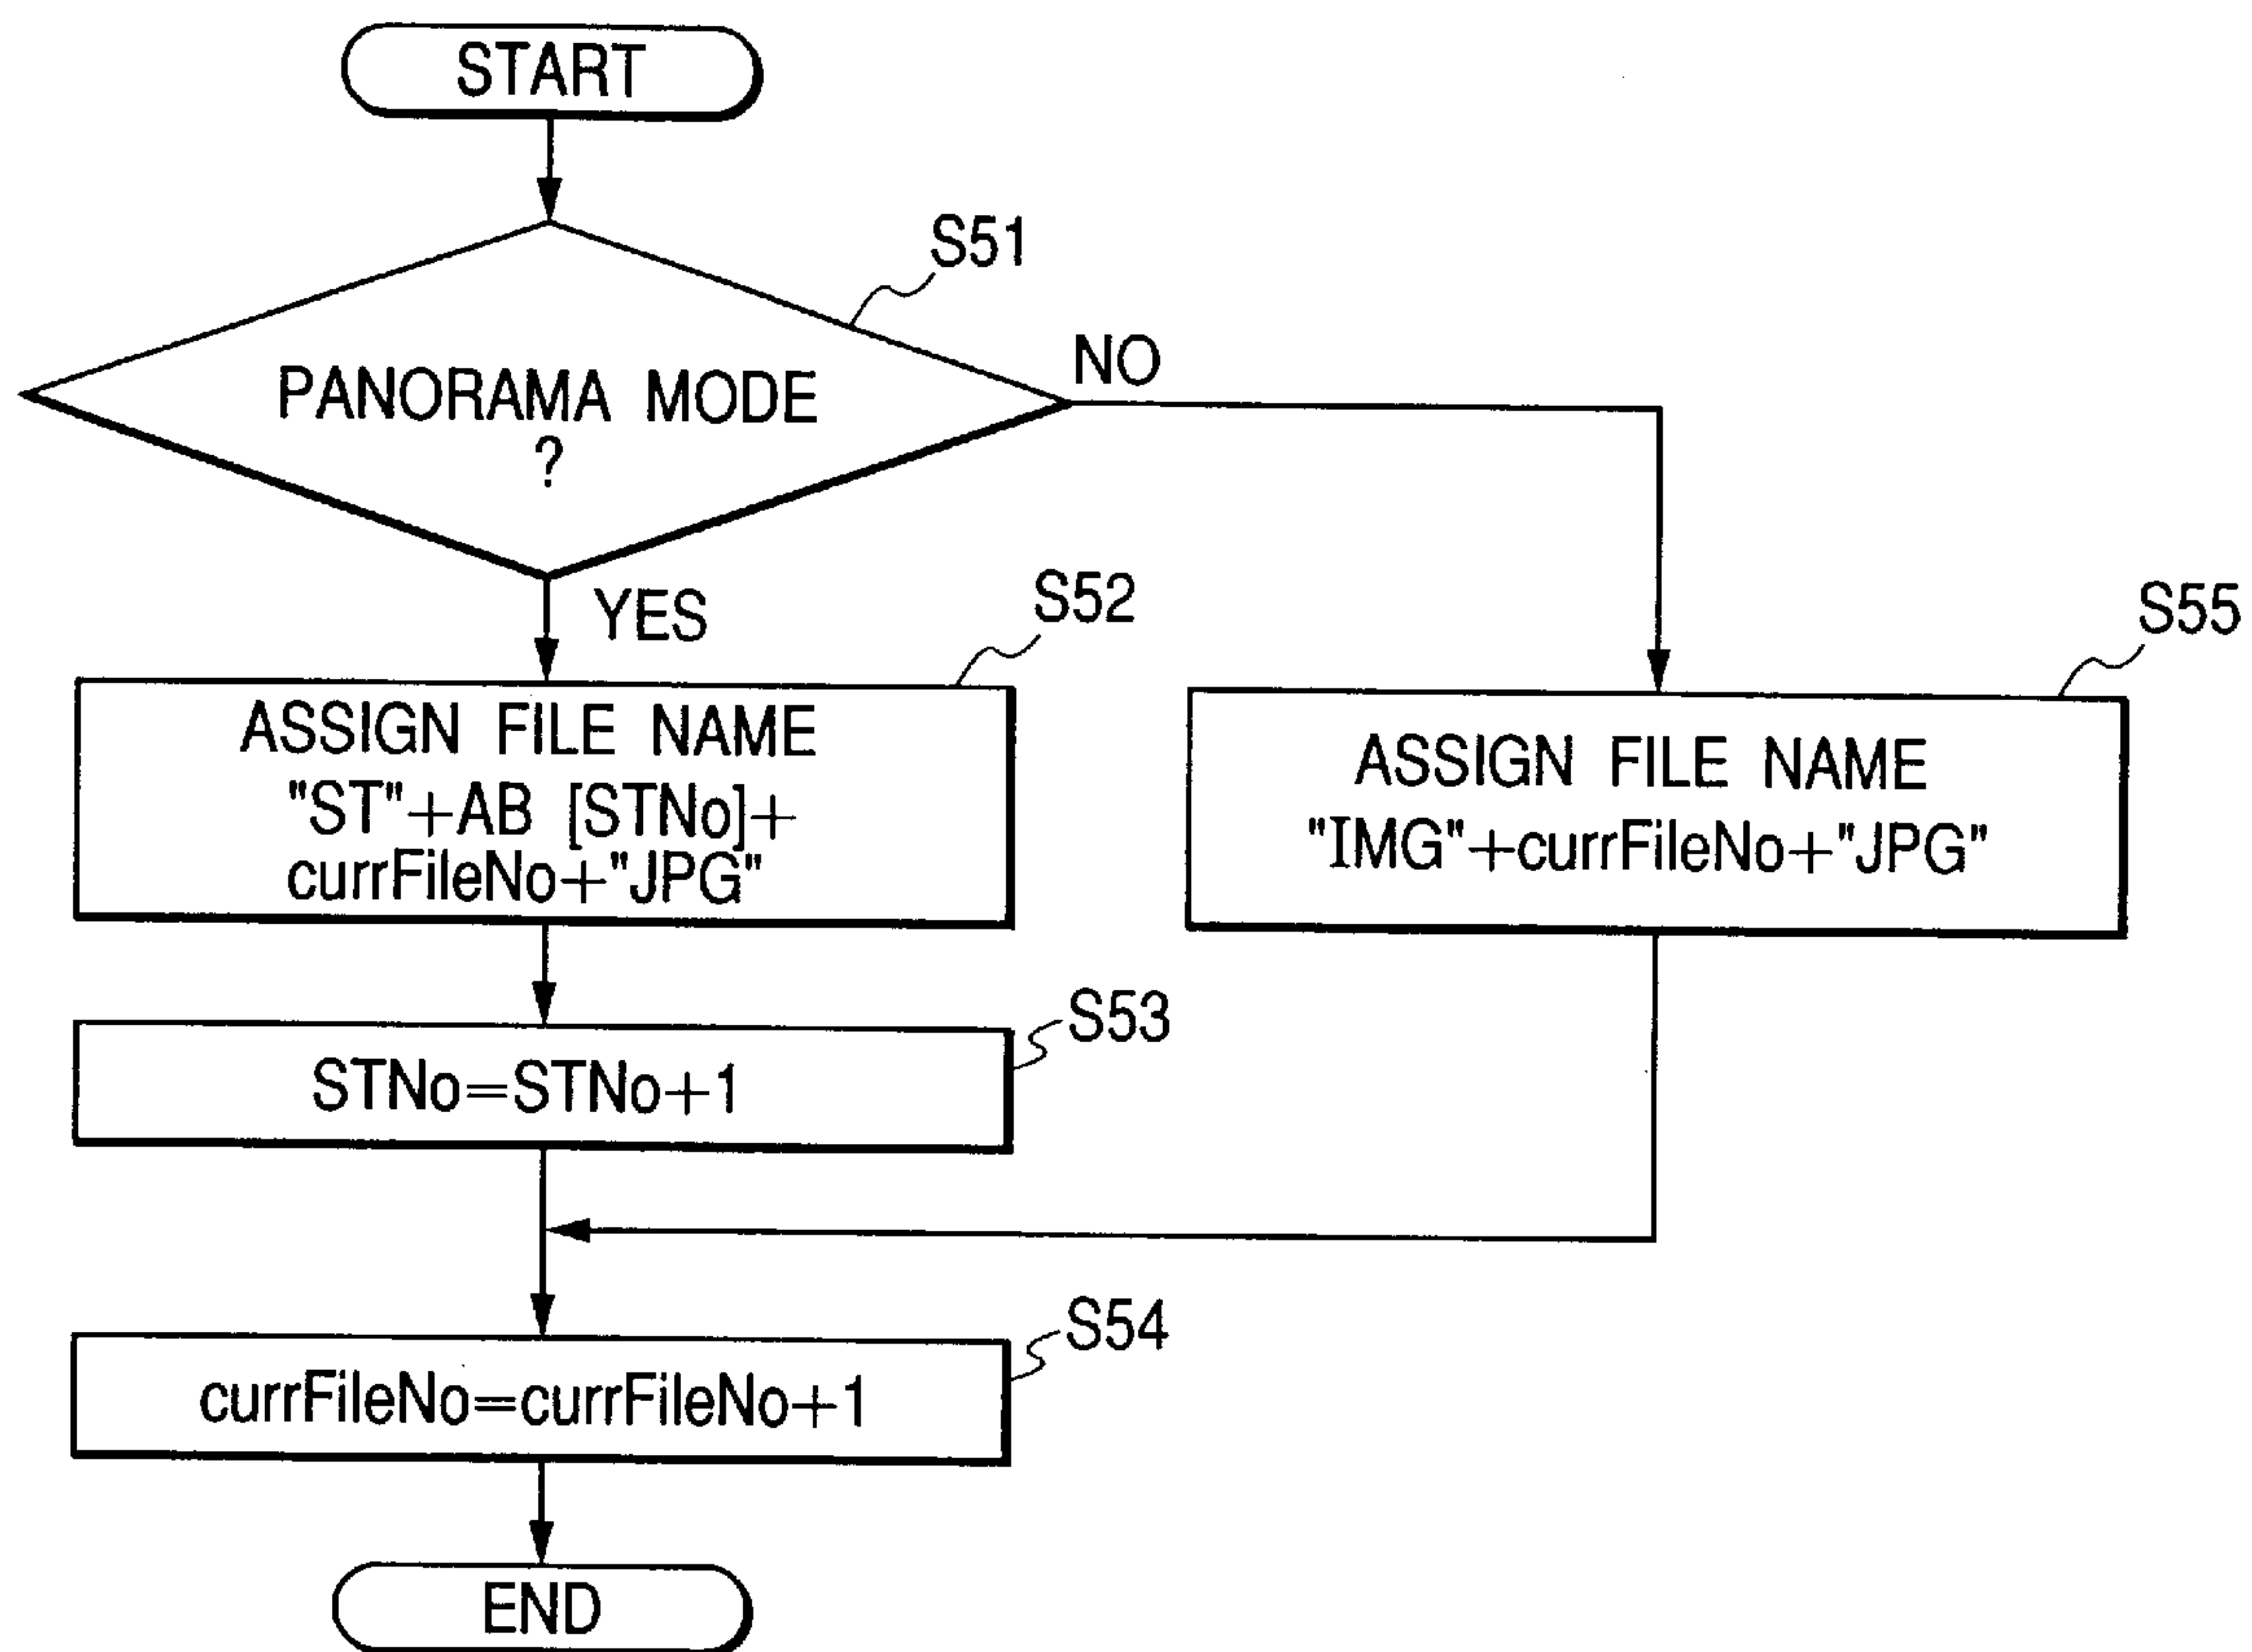 START
S51
PANORAMA MODE
?
NO
YES
S52
ASSIGN FILE NAME
"ST"+AB [STNo]+
currFileNo+"JPG"
S55
ASSIGN FILE NAME
"IMG"+currFileNo+"JPG"
S53
STNo=STNo+1
S54
currFileNo=currFileNo+1
END